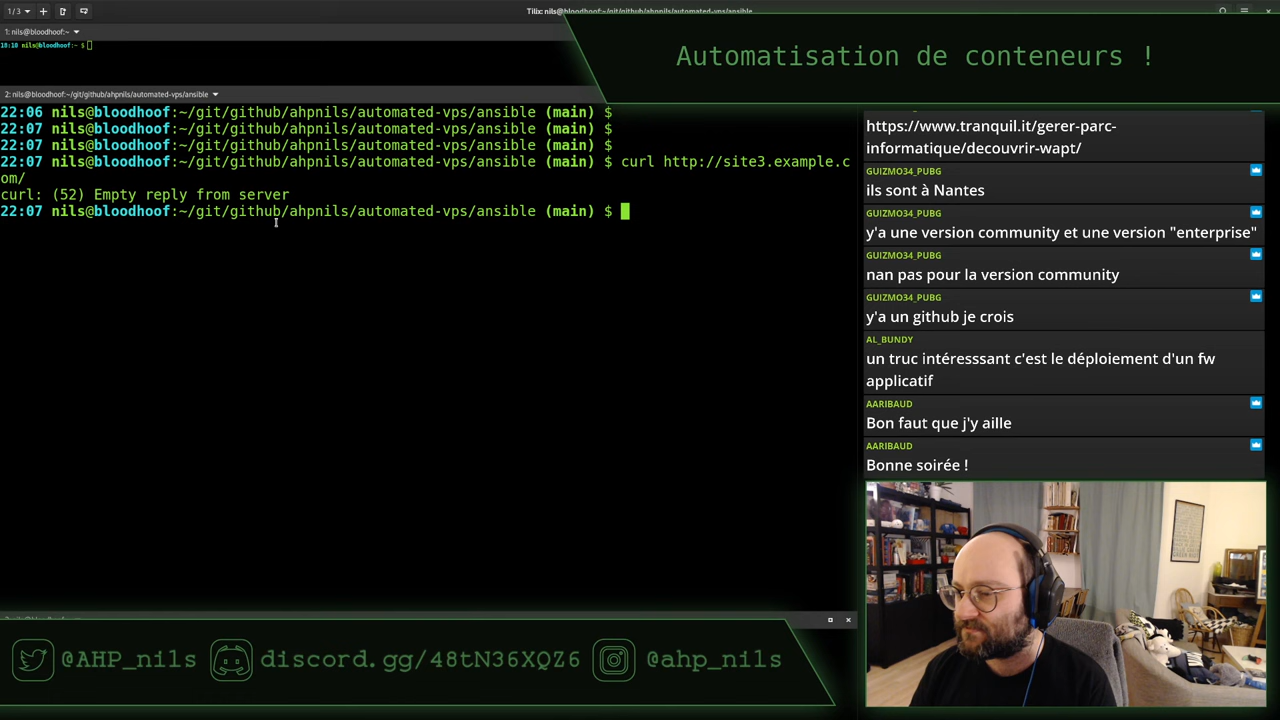 1 / 3
Tilix: nils@bloodhoof:~/git/github/ahpnils/automated-vps/ansible
1: nils@bloodhoof:~
18:18 nils@bloodhoof:~ $
2: nils@bloodhoof:~/git/github/ahpnils/automated-vps/ansible
22:06 nils@bloodhoof:~/git/github/ahpnils/automated-vps/ansible (main) $
22:07 nils@bloodhoof:~/git/github/ahpnils/automated-vps/ansible (main) $
22:07 nils@bloodhoof:~/git/github/ahpnils/automated-vps/ansible (main) $
22:07 nils@bloodhoof:~/git/github/ahpnils/automated-vps/ansible (main) $ curl http://site3.example.c
om/
curl: (52) Empty reply from server
22:07 nils@bloodhoof:~/git/github/ahpnils/automated-vps/ansible (main) $
Automatisation de conteneurs !
https://www.tranquil.it/gerer-parc-
informatique/decouvrir-wapt/
GUIZMO34_PUBG
ils sont à Nantes
GUIZMO34_PUBG
y'a une version community et une version "enterprise"
GUIZMO34_PUBG
nan pas pour la version community
GUIZMO34_PUBG
y'a un github je crois
AL_BUNDY
un truc intéresssant c'est le déploiement d'un fw
applicatif
AARIBAUD
Bon faut que j'y aille
AARIBAUD
Bonne soirée !
@AHP_nils
discord.gg/48tN36XQZ6
@ahp_nils